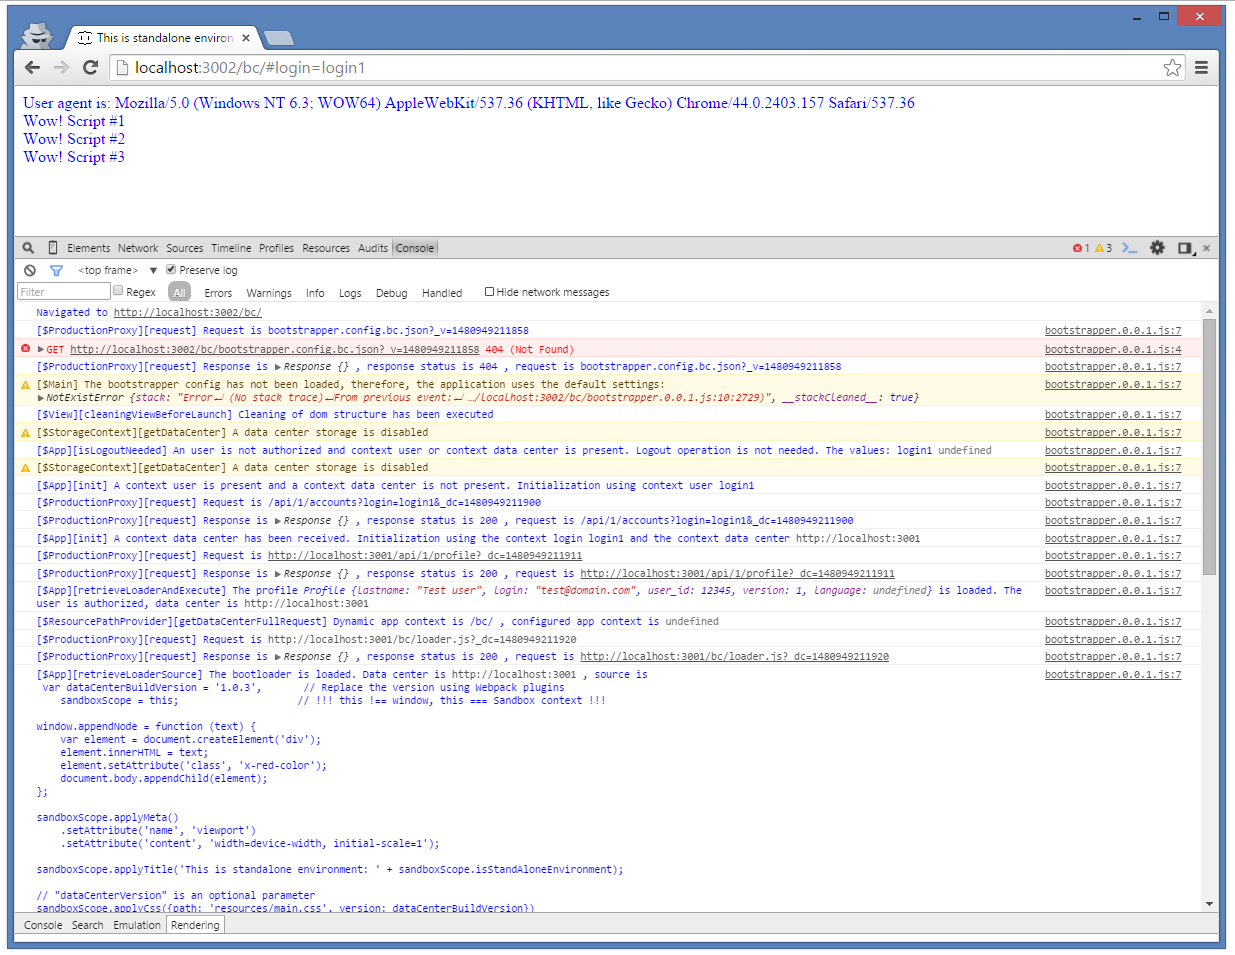 This is standalone environ
localhost:3002/bc/#login=login1
User agent is: Mozilla/5.0 (Windows NT 6.3; WOW64) AppleWebKit/537.36 (KHTML, like Gecko) Chrome/44.0.2403.157 Safari/537.36
Wow! Script #1
Wow! Script #2
Wow! Script #3
Elements Network Sources Timeline Profiles Resources Audits Console 1 3
<top frame> Preserve log
Filter Regex All Errors Warnings Info Logs Debug Handled Hide network messages
Navigated to http://localhost:3002/bc/
[$ProductionProxy][request] Request is bootstrapper.config.bc.json?_v=1480949211858 bootstrapper.0.0.1.js:7
GET http://localhost:3002/bc/bootstrapper.config.bc.json?_v=1480949211858 404 (Not Found) bootstrapper.0.0.1.js:4
[$ProductionProxy][request] Response is Response {} , response status is 404 , request is bootstrapper.config.bc.json?_v=1480949211858 bootstrapper.0.0.1.js:7
[$Main] The bootstrapper config has not been loaded, therefore, the application uses the default settings: bootstrapper.0.0.1.js:7
NotExistError {stack: "Error↵ (No stack trace)↵From previous event:↵ …/localhost:3002/bc/bootstrapper.0.0.1.js:10:2729)", __stackCleaned__: true}
[$View][cleaningViewBeforeLaunch] Cleaning of dom structure has been executed bootstrapper.0.0.1.js:7
[$StorageContext][getDataCenter] A data center storage is disabled bootstrapper.0.0.1.js:7
[$App][isLogoutNeeded] An user is not authorized and context user or context data center is present. Logout operation is not needed. The values: login1 undefined bootstrapper.0.0.1.js:7
[$StorageContext][getDataCenter] A data center storage is disabled bootstrapper.0.0.1.js:7
[$App][init] A context user is present and a context data center is not present. Initialization using context user login1 bootstrapper.0.0.1.js:7
[$ProductionProxy][request] Request is /api/1/accounts?login=login1&_dc=1480949211900 bootstrapper.0.0.1.js:7
[$ProductionProxy][request] Response is Response {} , response status is 200 , request is /api/1/accounts?login=login1&_dc=1480949211900 bootstrapper.0.0.1.js:7
[$App][init] A context data center has been received. Initialization using the context login login1 and the context data center http://localhost:3001 bootstrapper.0.0.1.js:7
[$ProductionProxy][request] Request is http://localhost:3001/api/1/profile?_dc=1480949211911 bootstrapper.0.0.1.js:7
[$ProductionProxy][request] Response is Response {} , response status is 200 , request is http://localhost:3001/api/1/profile?_dc=1480949211911 bootstrapper.0.0.1.js:7
[$App][retrieveLoaderAndExecute] The profile Profile {lastname: "Test user", login: "test@domain.com", user_id: 12345, version: 1, language: undefined} is loaded. The bootstrapper.0.0.1.js:7
user is authorized, data center is http://localhost:3001
[$ResourcePathProvider][getDataCenterFullRequest] Dynamic app context is /bc/ , configured app context is undefined bootstrapper.0.0.1.js:7
[$ProductionProxy][request] Request is http://localhost:3001/bc/loader.js?_dc=1480949211920 bootstrapper.0.0.1.js:7
[$ProductionProxy][request] Response is Response {} , response status is 200 , request is http://localhost:3001/bc/loader.js?_dc=1480949211920 bootstrapper.0.0.1.js:7
[$App][retrieveLoaderSource] The bootloader is loaded. Data center is http://localhost:3001 , source is bootstrapper.0.0.1.js:7
var dataCenterBuildVersion = '1.0.3', // Replace the version using Webpack plugins
sandboxScope = this; // !!! this !== window, this === Sandbox context !!!
window.appendNode = function (text) {
var element = document.createElement('div');
element.innerHTML = text;
element.setAttribute('class', 'x-red-color');
document.body.appendChild(element);
};
sandboxScope.applyMeta()
.setAttribute('name', 'viewport')
.setAttribute('content', 'width=device-width, initial-scale=1');
sandboxScope.applyTitle('This is standalone environment: ' + sandboxScope.isStandAloneEnvironment);
// "dataCenterVersion" is an optional parameter
sandboxScope.applyCss({path: 'resources/main.css', version: dataCenterBuildVersion})
Console Search Emulation Rendering